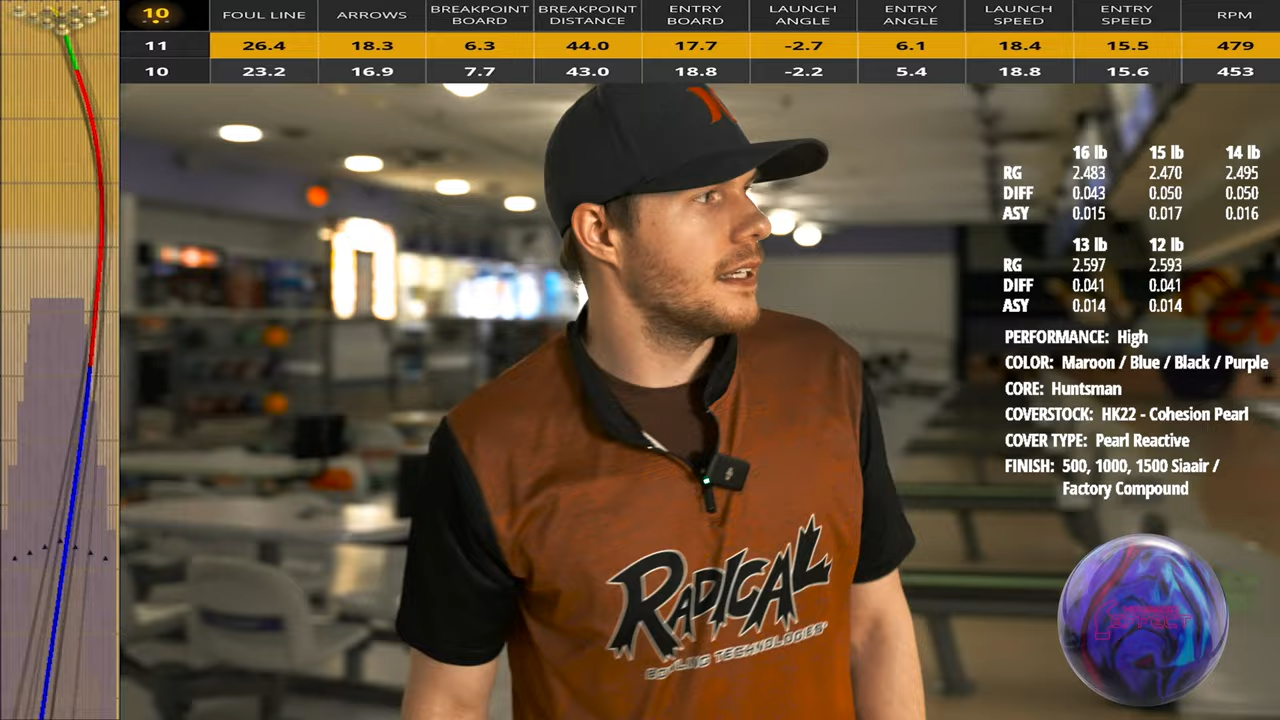 10
FOUL LINE ARROWS BREAKPOINT BOARD BREAKPOINT DISTANCE ENTRY BOARD LAUNCH ANGLE ENTRY ANGLE LAUNCH SPEED ENTRY SPEED RPM
11 26.4 18.3 6.3 44.0 17.7 -2.7 6.1 18.4 15.5 479
10 23.2 16.9 7.7 43.0 18.8 -2.2 5.4 18.8 15.6 453
16 lb 15 lb 14 lb
RG 2.483 2.470 2.495
DIFF 0.043 0.050 0.050
ASY 0.015 0.017 0.016
13 lb 12 lb
RG 2.597 2.593
DIFF 0.041 0.041
ASY 0.014 0.014
PERFORMANCE: High
COLOR: Maroon / Blue / Black / Purple
CORE: Huntsman
COVERSTOCK: HK22 - Cohesion Pearl
COVER TYPE: Pearl Reactive
FINISH: 500, 1000, 1500 Siaair /
Factory Compound
RADICAL
BOWLING TECHNOLOGIES
EFFECT